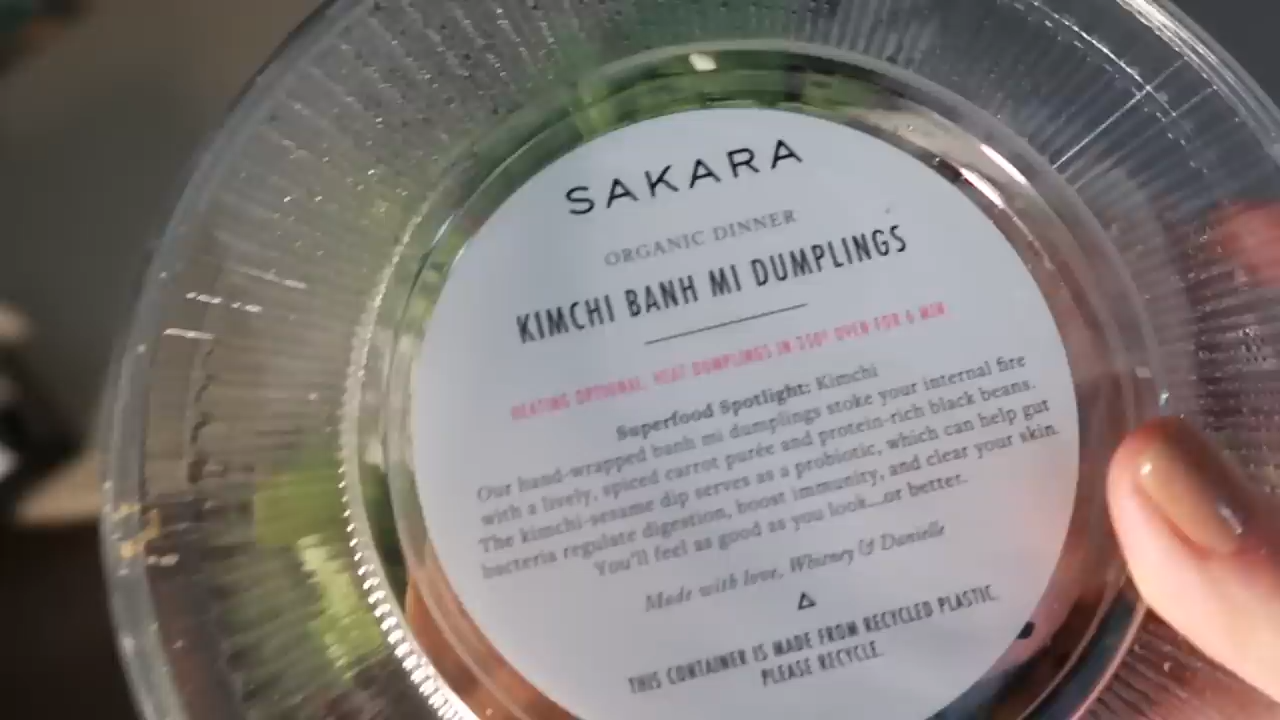 SAKARA
ORGANIC DINNER
KIMCHI BANH MI DUMPLINGS
HEATING OPTIONAL. HEAT DUMPLINGS IN 350° OVEN FOR 6 MIN.
Superfood Spotlight: Kimchi
Our hand-wrapped banh mi dumplings stoke your internal fire
with a lively, spiced carrot purée and protein-rich black beans.
The kimchi-sesame dip serves as a probiotic, which can help gut
bacteria regulate digestion, boost immunity, and clear your skin.
You'll feel as good as you look...or better.
Made with love, Whitney & Danielle
THIS CONTAINER IS MADE FROM RECYCLED PLASTIC.
PLEASE RECYCLE.